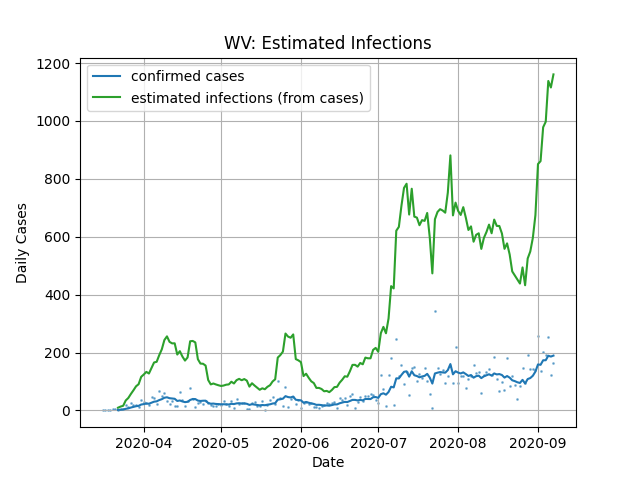 WV: Estimated Infections
confirmed cases
estimated infections (from cases)
1200
1000
800
600
400
200
0
Daily Cases
2020-04 2020-05 2020-06 2020-07 2020-08 2020-09
Date